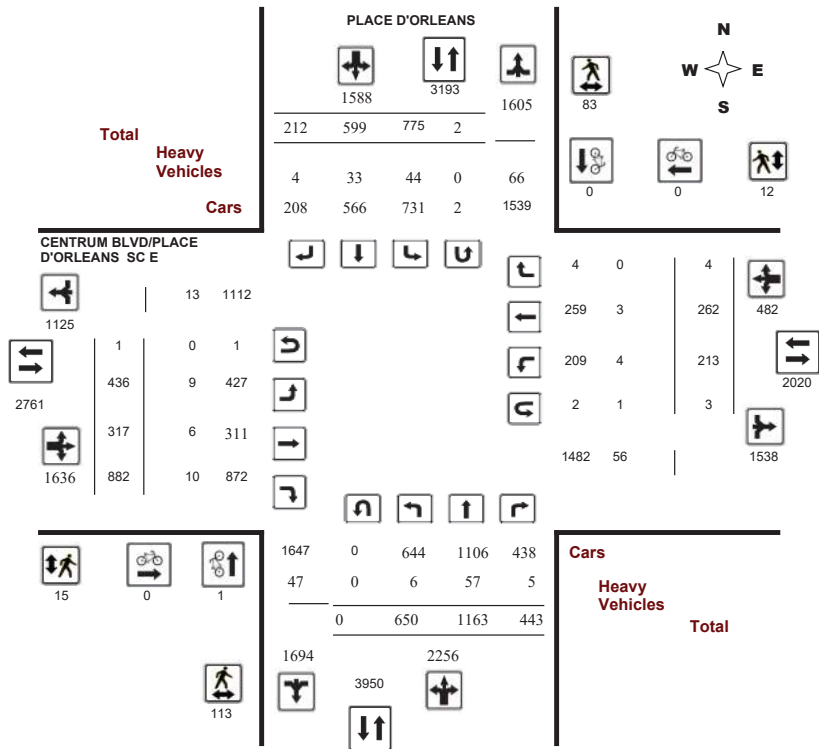 PLACE D'ORLEANS
N
W E
S
1588
3193
1605
83
Total
212 599 775 2
Heavy
Vehicles
4 33 44 0 66
0 0 12
Cars
208 566 731 2 1539
CENTRUM BLVD/PLACE
D'ORLEANS SC E
4 0 4
13 1112
1125
259 3 262 482
1 0 1
2761
436 9 427
209 4 213
2020
2 1 3
317 6 311
1636
882 10 872
1482 56
1538
1647 0 644 1106 438
Cars
47 0 6 57 5
Heavy
Vehicles
15 0 1
0 650 1163 443
Total
1694
2256
3950
113